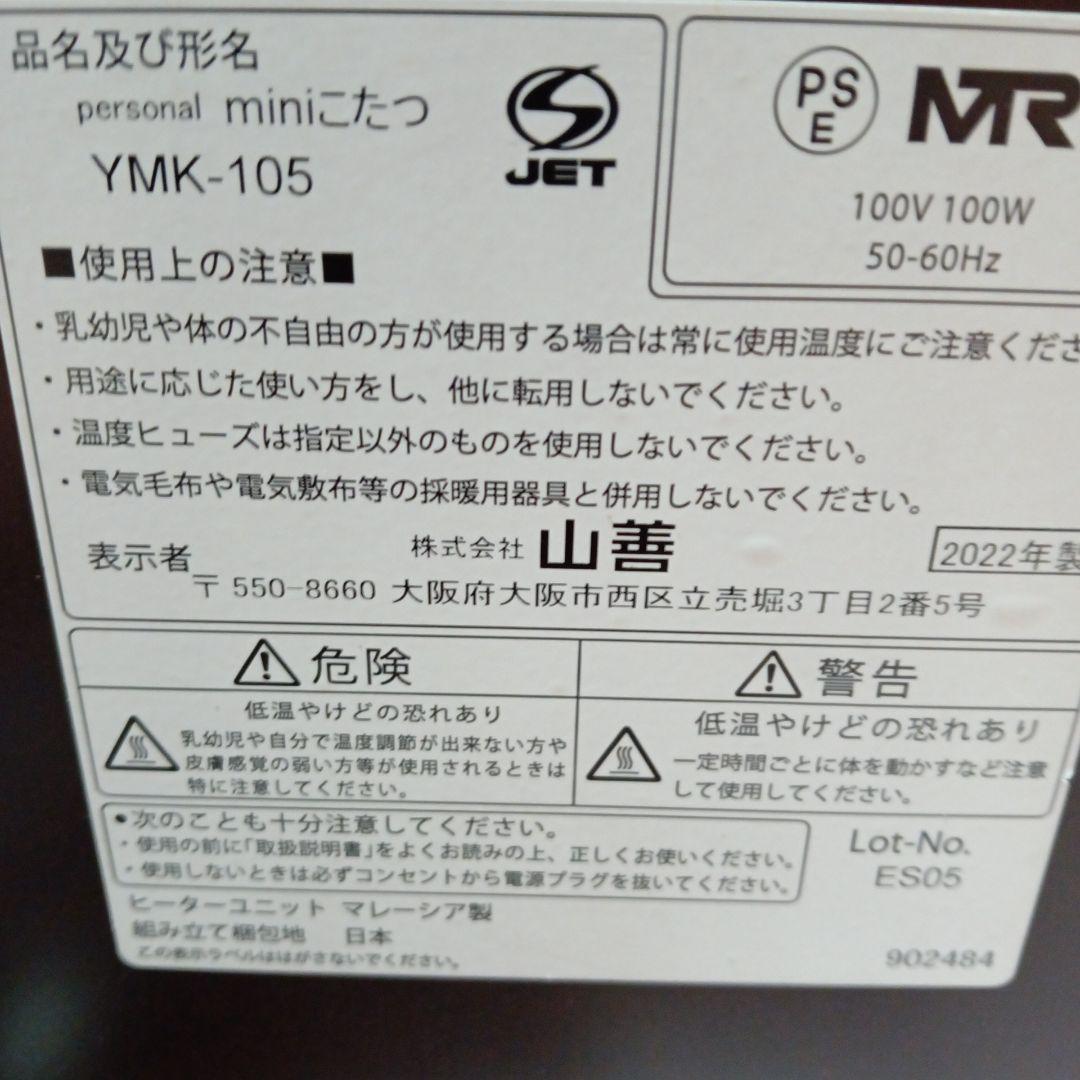 品名及び形名
personal miniこたつ
YMK-105
JET
PS
E
MTR
100V 100W
50-60Hz
■使用上の注意■
・乳幼児や体の不自由の方が使用する場合は常に使用温度にご注意くださ
・用途に応じた使い方をし、他に転用しないでください。
・温度ヒューズは指定以外のものを使用しないでください。
・電気毛布や電気敷布等の採暖用器具と併用しないでください。
表示者
株式会社 山善
2022年製
〒550-8660 大阪府大阪市西区立売堀3丁目2番5号
危険
低温やけどの恐れあり
乳幼児や自分で温度調節が出来ない方や
皮膚感覚の弱い方等が使用されるときは
特に注意してください。
警告
低温やけどの恐れあり
一定時間ごとに体を動かすなど注意
して使用してください。
●次のことも十分注意してください。
・使用の前に「取扱説明書」をよくお読みの上、正しくお使いください。
・使用しないときは必ずコンセントから電源プラグを抜いてください。
Lot-No.
ES05
ヒーターユニット マレーシア製
組み立て梱包地 日本
この表示ラベルははがさないでください。
902484